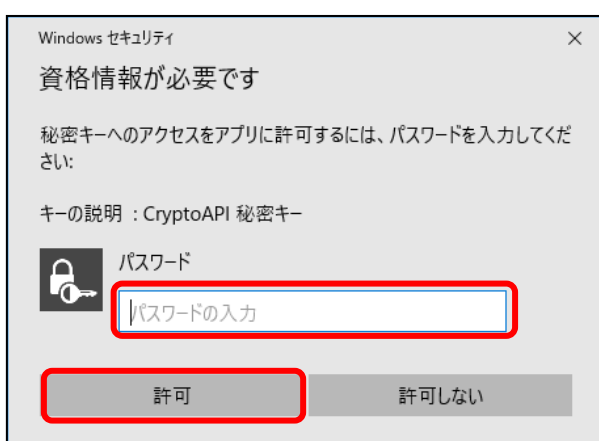 Windows セキュリティ
資格情報が必要です
秘密キーへのアクセスをアプリに許可するには、パスワードを入力してくだ
さい:
キーの説明 : CryptoAPI 秘密キー
パスワード
パスワードの入力
許可
許可しない